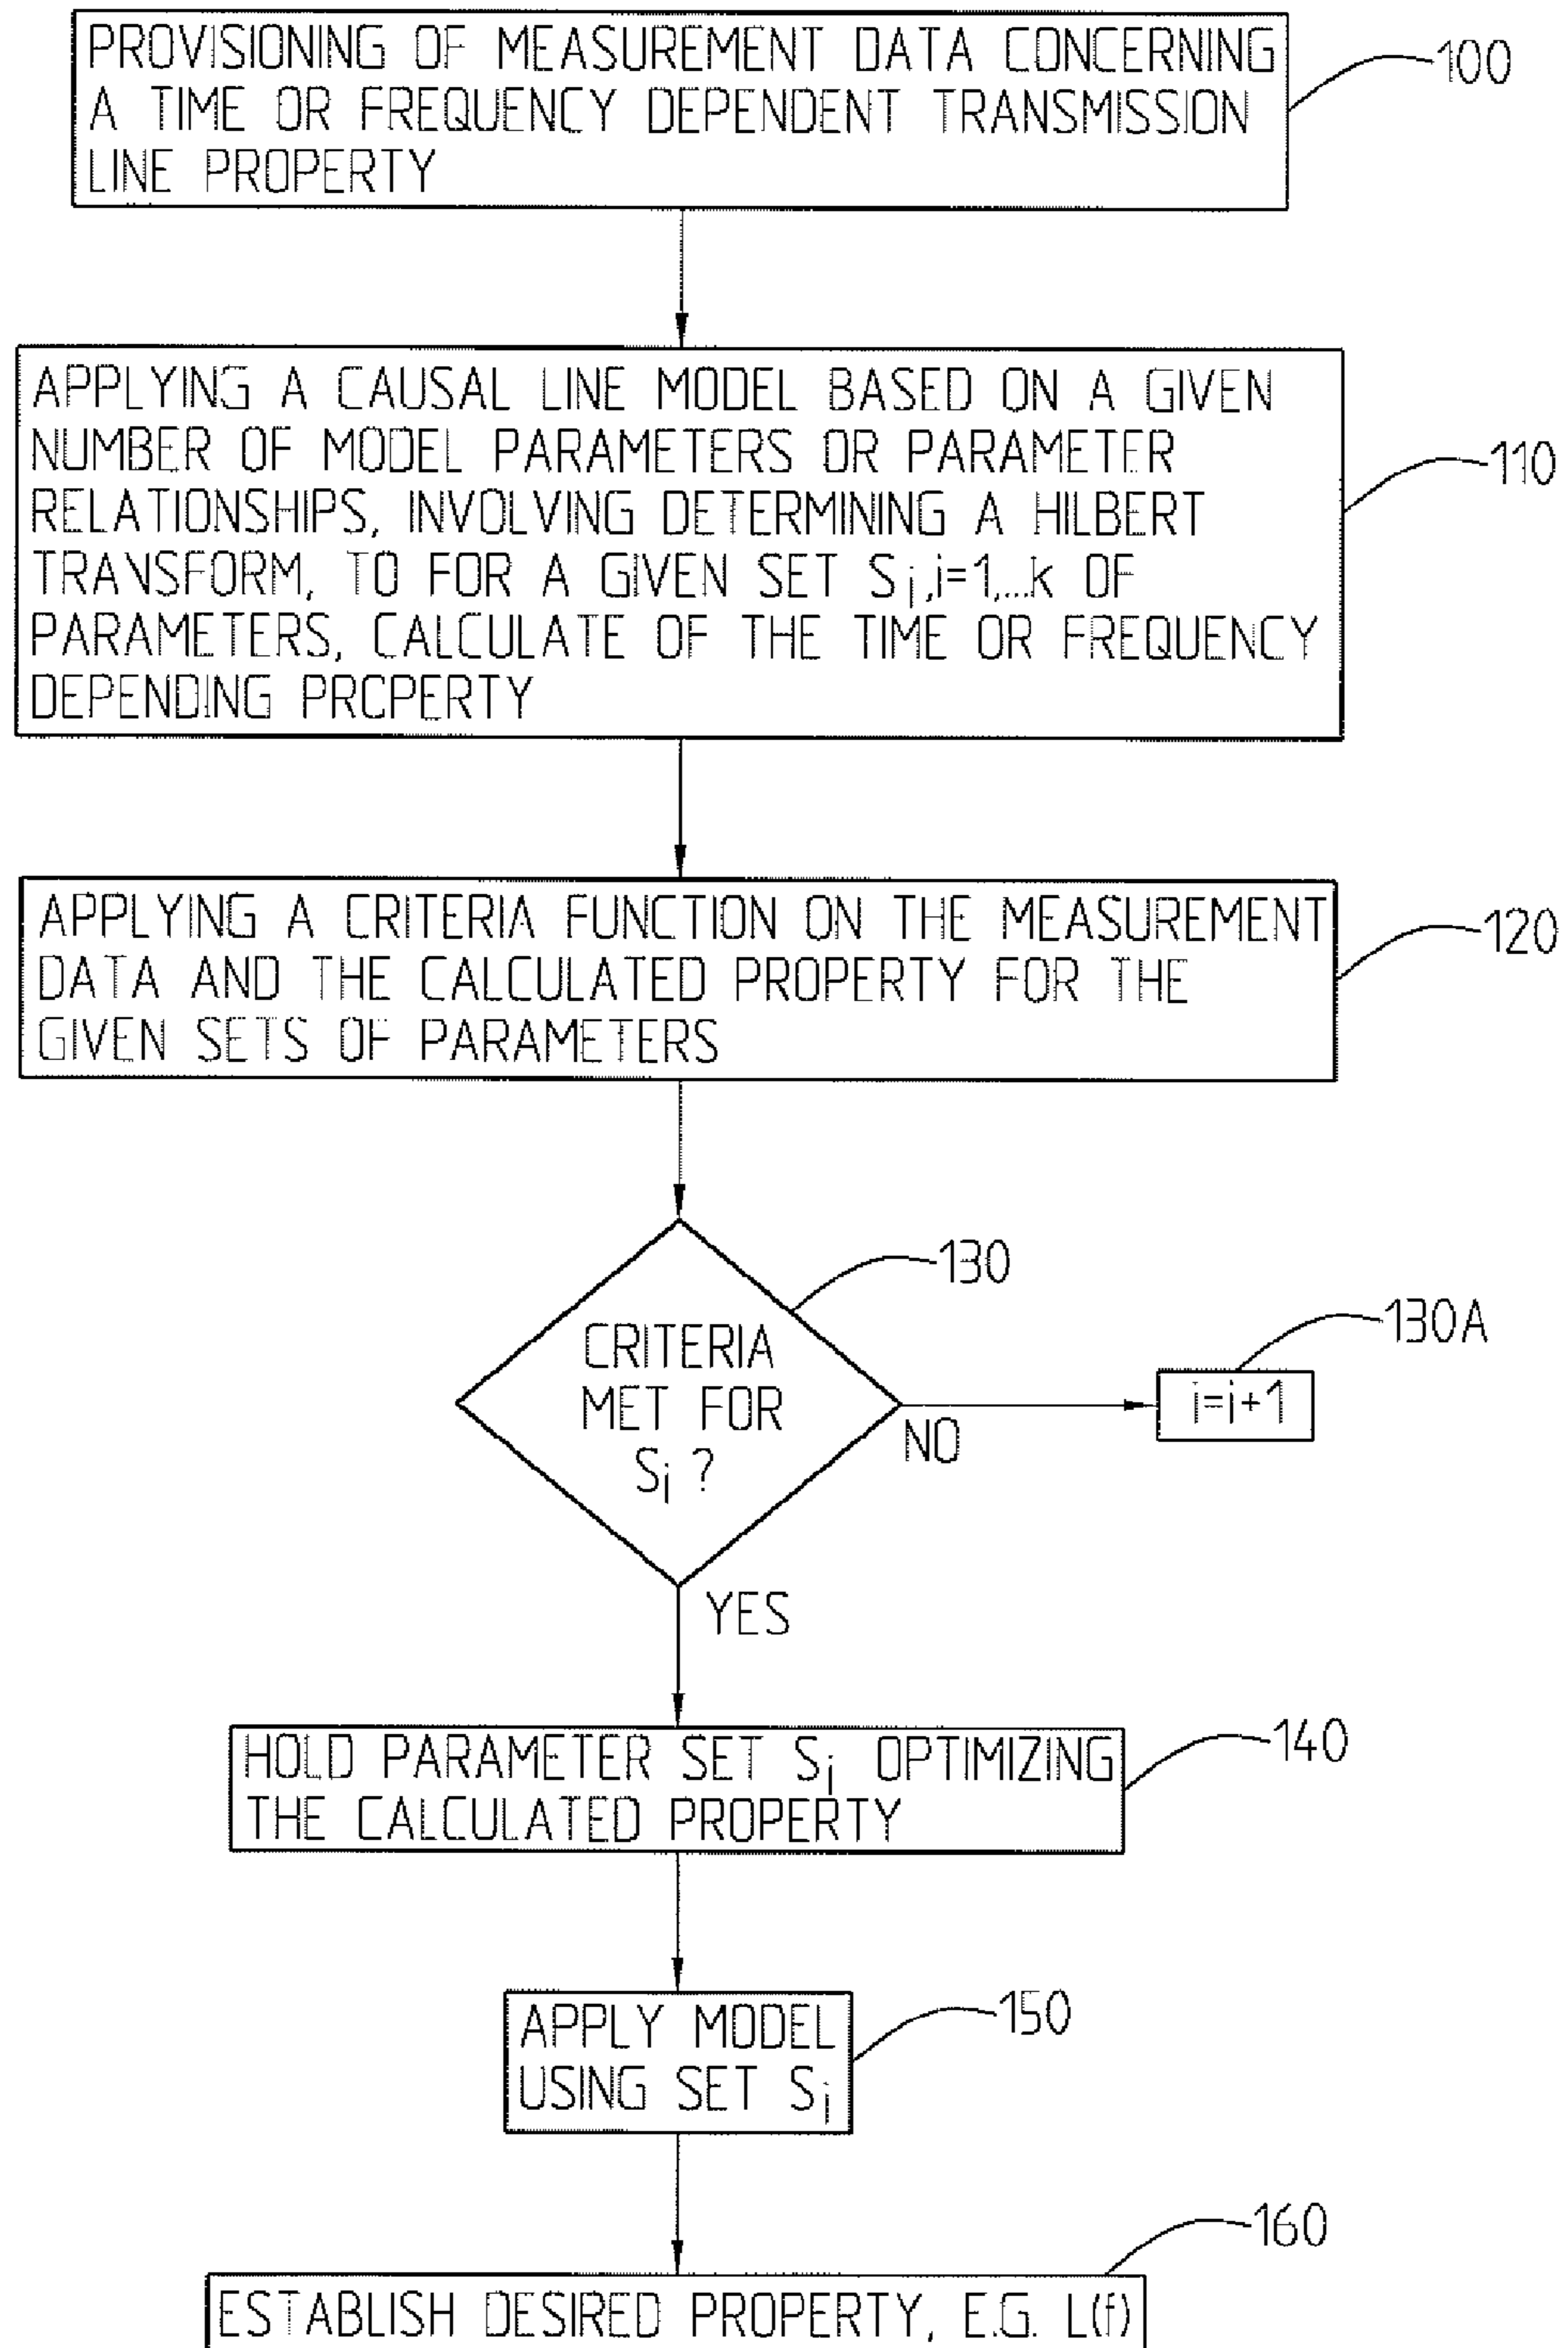 PROVISIONING OF MEASUREMENT DATA CONCERNING
A TIME OR FREQUENCY DEPENDENT TRANSMISSION
LINE PROPERTY
100
APPLYING A CAUSAL LINE MODEL BASED ON A GIVEN
NUMBER OF MODEL PARAMETERS OR PARAMETER
RELATIONSHIPS, INVOLVING DETERMINING A HILBERT
TRANSFORM, TO FOR A GIVEN SET Si,i=1,...k OF
PARAMETERS, CALCULATE OF THE TIME OR FREQUENCY
DEPENDING PROPERTY
110
APPLYING A CRITERIA FUNCTION ON THE MEASUREMENT
DATA AND THE CALCULATED PROPERTY FOR THE
GIVEN SETS OF PARAMETERS
120
130
CRITERIA
MET FOR
Si ?
NO
130A
i=i+1
YES
HOLD PARAMETER SET Si OPTIMIZING
THE CALCULATED PROPERTY
140
APPLY MODEL
USING SET Si
150
160
ESTABLISH DESIRED PROPERTY, E.G. L(f)